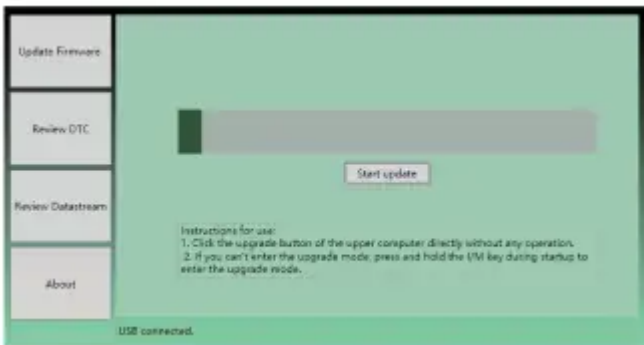 Update Firmware
Review DTC
Review Datastream
About
Start update
Instructions for use:
1. Click the upgrade button of the upper computer directly without any operation.
2. If you can't enter the upgrade mode, press and hold the I/M key during startup to
enter the upgrade mode.
USB connected.